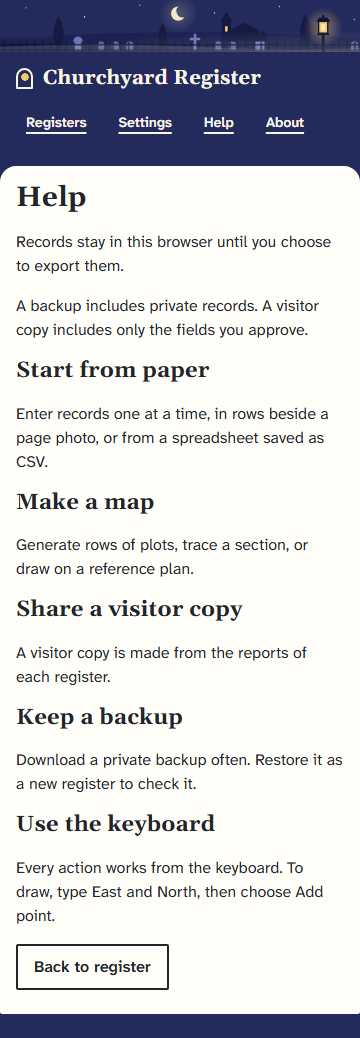 Churchyard Register
Registers Settings Help About
Help
Records stay in this browser until you choose
to export them.
A backup includes private records. A visitor
copy includes only the fields you approve.
Start from paper
Enter records one at a time, in rows beside a
page photo, or from a spreadsheet saved as
CSV.
Make a map
Generate rows of plots, trace a section, or
draw on a reference plan.
Share a visitor copy
A visitor copy is made from the reports of
each register.
Keep a backup
Download a private backup often. Restore it as
a new register to check it.
Use the keyboard
Every action works from the keyboard. To
draw, type East and North, then choose Add
point.
Back to register